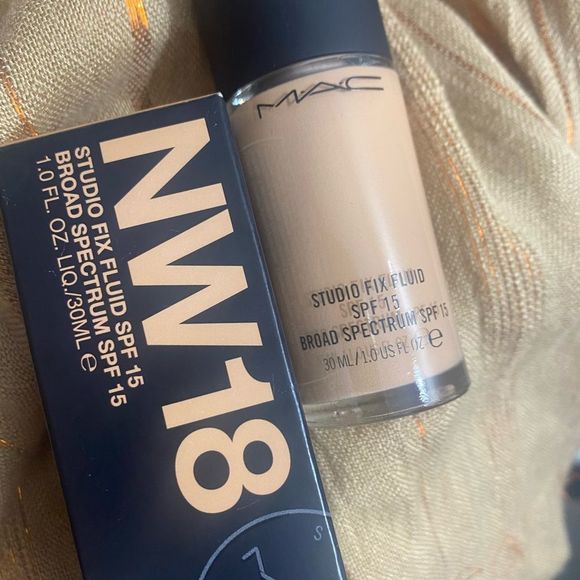 NW18
STUDIO FIX FLUID SPF 15
BROAD SPECTRUM SPF 15
1.0 FL. OZ. LIQ./30ML ℮
S
MAC
STUDIO FIX FLUID
SPF 15
BROAD SPECTRUM SPF 15
30 ML/1.0 US FL OZ ℮